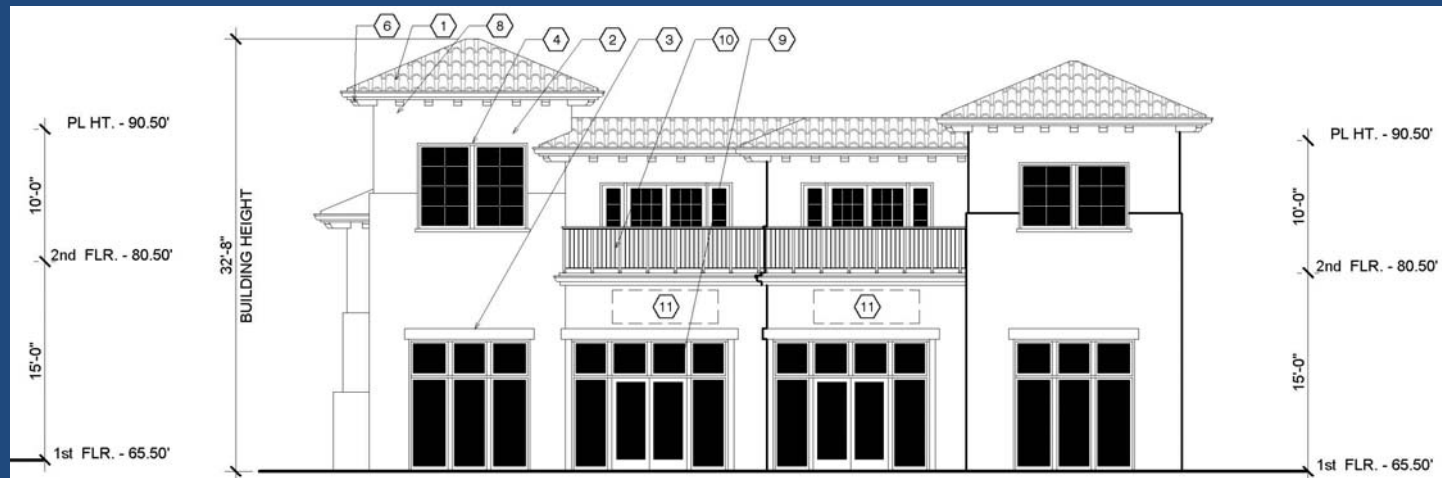 6 1 8 4 2 3 10 9
PL HT. - 90.50'
10'-0"
2nd FLR. - 80.50'
15'-0"
1st FLR. - 65.50'
32'-8"
BUILDING HEIGHT
11 11
PL HT. - 90.50'
10'-0"
2nd FLR. - 80.50'
15'-0"
1st FLR. - 65.50'